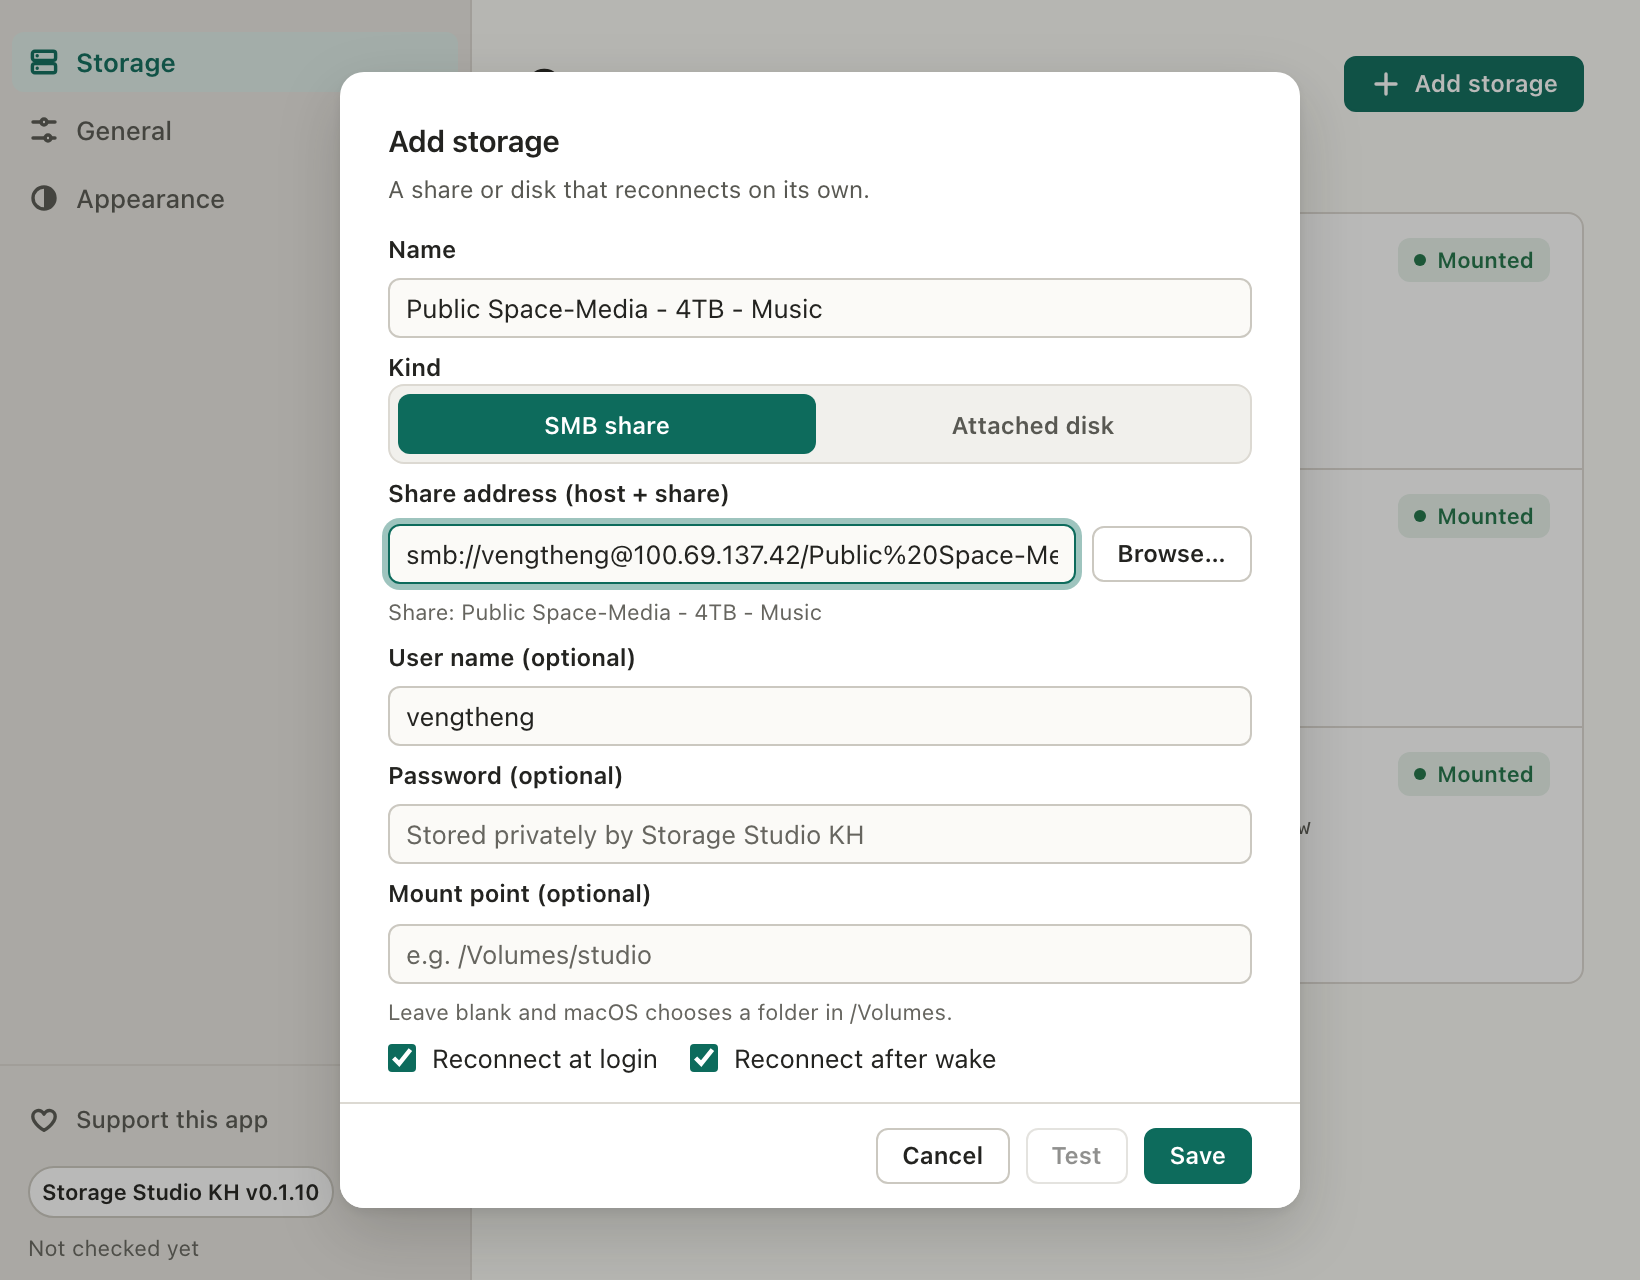 Storage
General
Appearance
Add storage
Mounted
Mounted
Mounted
w
Add storage
A share or disk that reconnects on its own.
Name
Public Space-Media - 4TB - Music
Kind
SMB share
Attached disk
Share address (host + share)
smb://vengtheng@100.69.137.42/Public%20Space-Me
Browse...
Share: Public Space-Media - 4TB - Music
User name (optional)
vengtheng
Password (optional)
Stored privately by Storage Studio KH
Mount point (optional)
e.g. /Volumes/studio
Leave blank and macOS chooses a folder in /Volumes.
Reconnect at login
Reconnect after wake
Cancel
Test
Save
Support this app
Storage Studio KH v0.1.10
Not checked yet